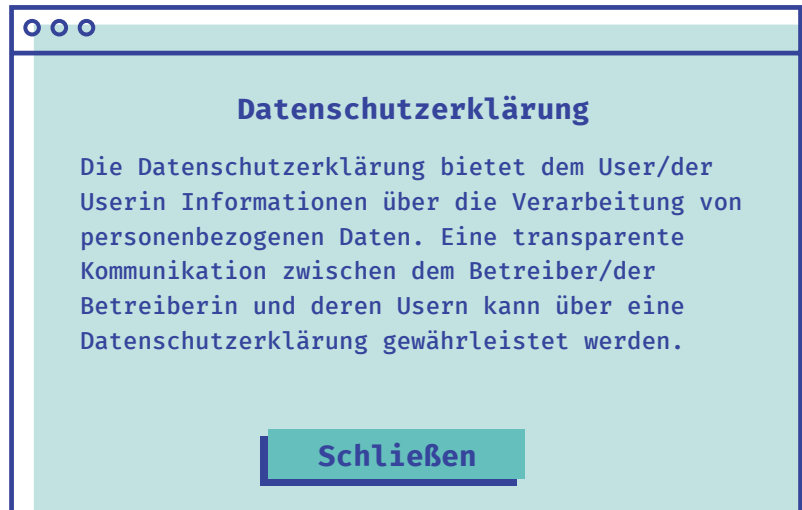 Datenschutzerklärung
Die Datenschutzerklärung bietet dem User/der
Userin Informationen über die Verarbeitung von
personenbezogenen Daten. Eine transparente
Kommunikation zwischen dem Betreiber/der
Betreiberin und deren Usern kann über eine
Datenschutzerklärung gewährleistet werden.
Schließen